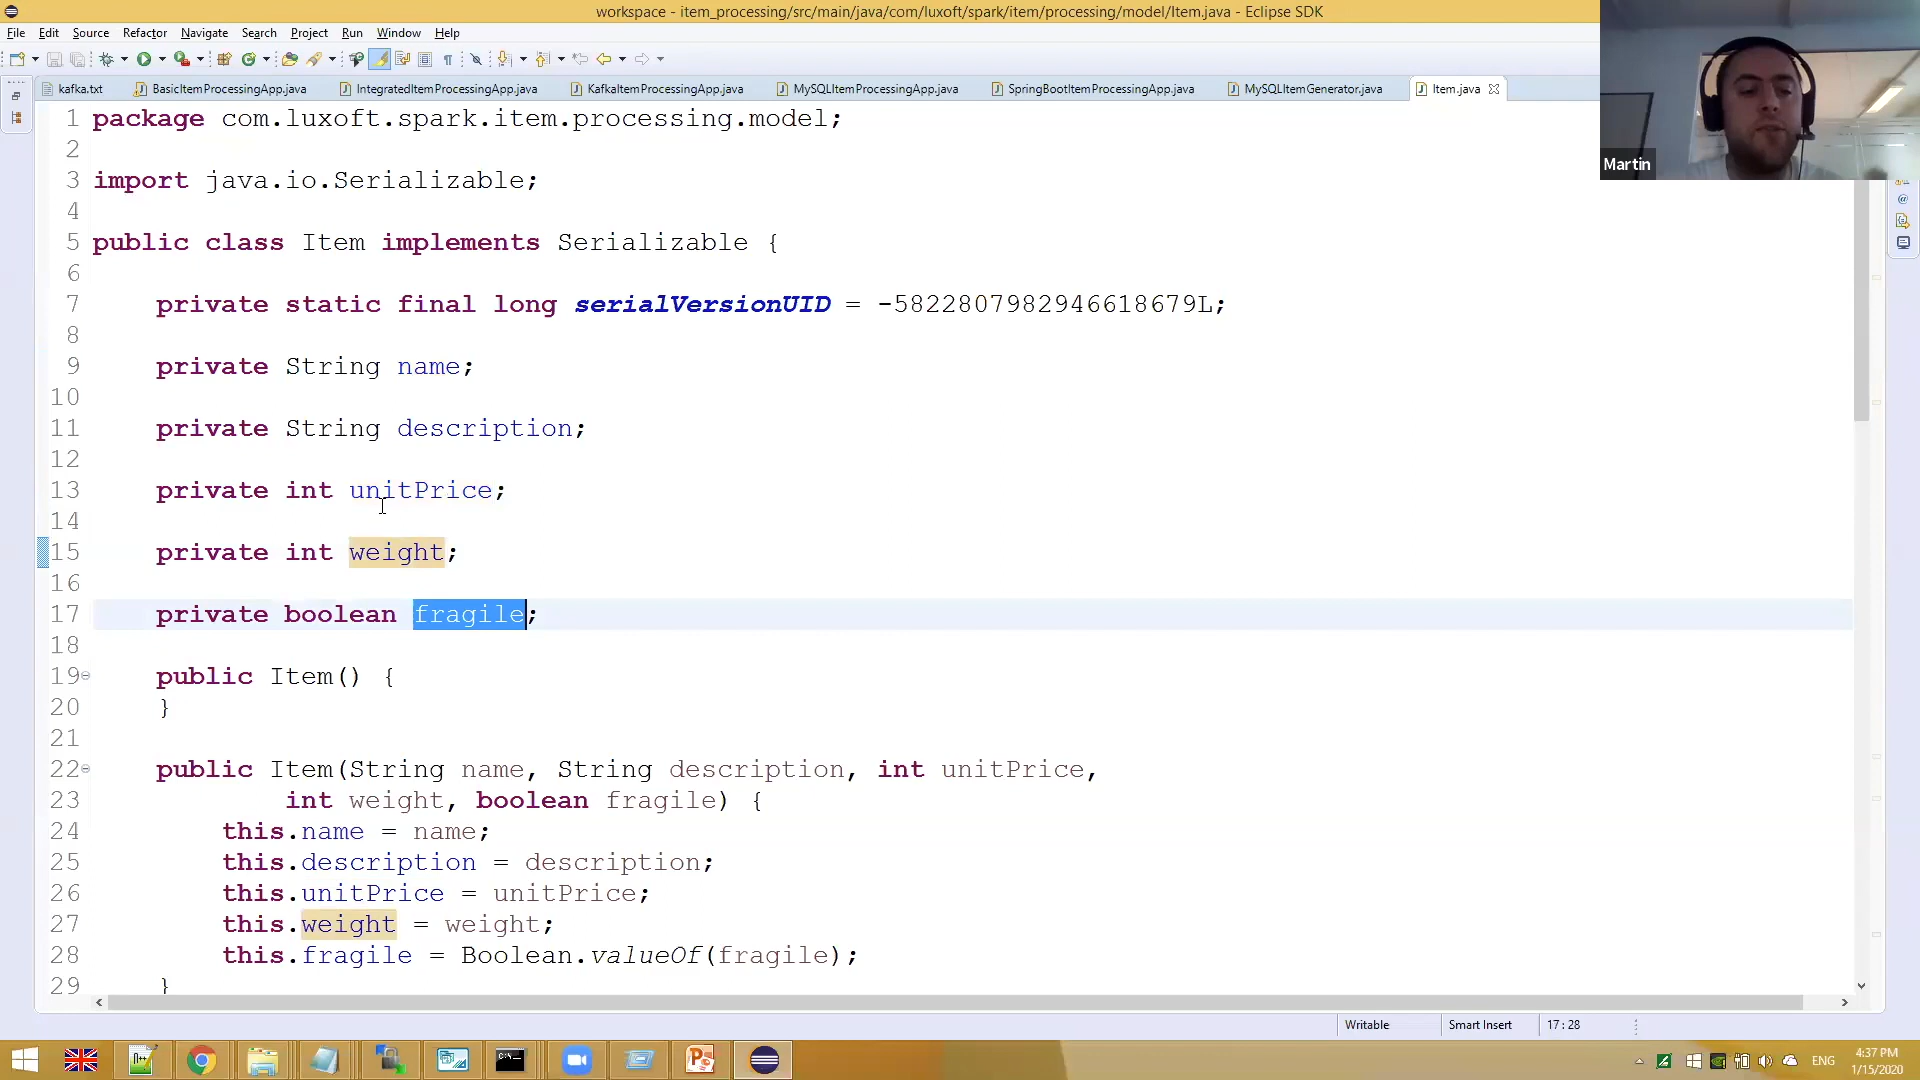 workspace - item_processing/src/main/java/com/luxoft/spark/item/processing/model/Item.java - Eclipse SDK
File Edit Source Refactor Navigate Search Project Run Window Help
kafka.txt BasicItemProcessingApp.java IntegratedItemProcessingApp.java KafkaItemProcessingApp.java MySQLItemProcessingApp.java SpringBootItemProcessingApp.java MySQLItemGenerator.java Item.java
Martin
1 package com.luxoft.spark.item.processing.model;
2
3 import java.io.Serializable;
4
5 public class Item implements Serializable {
6
7 private static final long serialVersionUID = -5822807982946618679L;
8
9 private String name;
10
11 private String description;
12
13 private int unitPrice;
14
15 private int weight;
16
17 private boolean fragile;
18
19 public Item() {
20 }
21
22 public Item(String name, String description, int unitPrice,
23 int weight, boolean fragile) {
24 this.name = name;
25 this.description = description;
26 this.unitPrice = unitPrice;
27 this.weight = weight;
28 this.fragile = Boolean.valueOf(fragile);
29 }
Writable Smart Insert 17 : 28
ENG
4:37 PM
1/15/2020